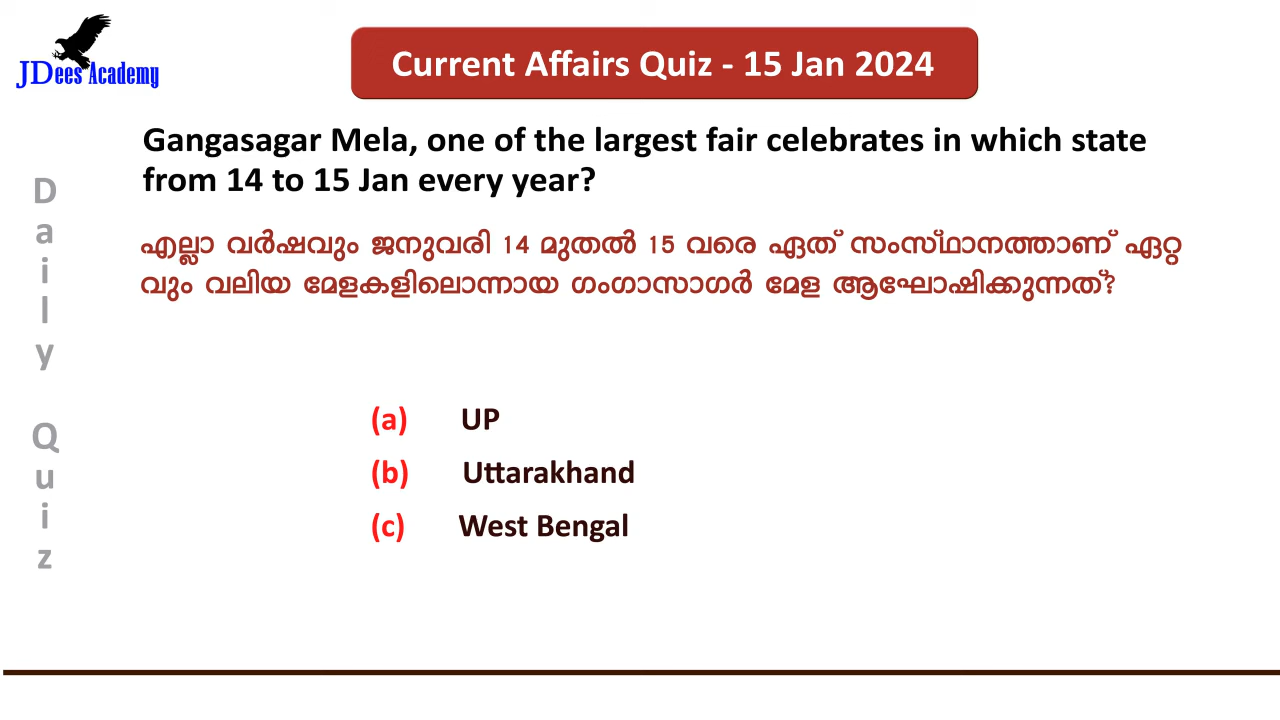 JDees Academy
Current Affairs Quiz - 15 Jan 2024
Gangasagar Mela, one of the largest fair celebrates in which state
from 14 to 15 Jan every year?
എല്ലാ വർഷവും ജനുവരി 14 മുതൽ 15 വരെ ഏത് സംസ്ഥാനത്താണ് ഏറ്റ
വും വലിയ മേളകളിലൊന്നായ ഗംഗാസാഗർ മേള ആഘോഷിക്കുന്നത്?
Daily Quiz
(a) UP
(b) Uttarakhand
(c) West Bengal